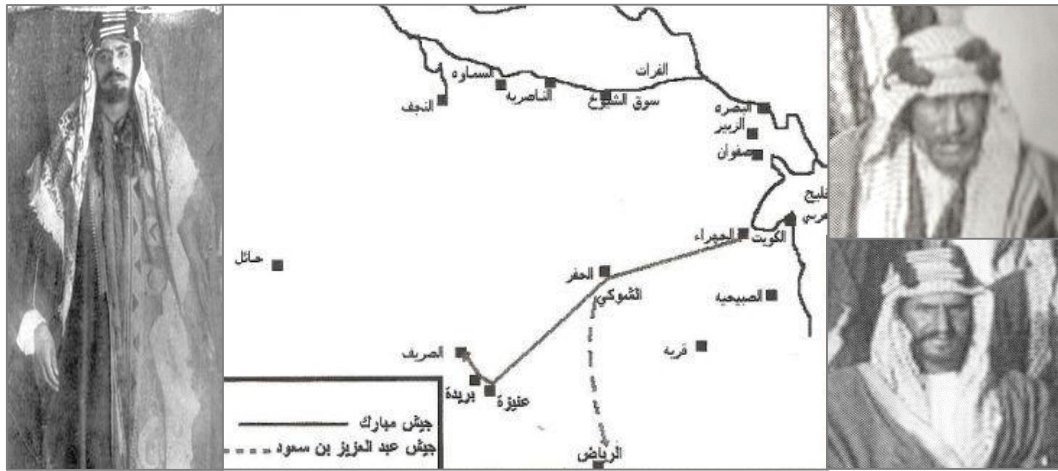 الفرات
السماوه
النجف
الناصريه
سوق الشيوخ
البصره
الزبير
صفوان
الجهراء
الكويت
حائل
الحفر
الشوكي
الصبيحيه
قريه
الصريف
بريدة
عنيزة
الرياض
جيش مبارك
جيش عبد العزيز بن سعود